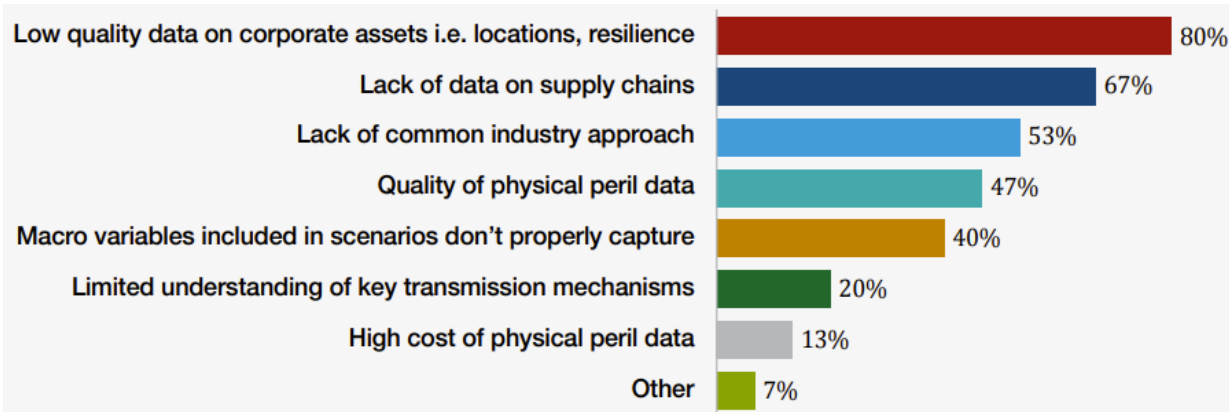 Low quality data on corporate assets i.e. locations, resilience 80%
Lack of data on supply chains 67%
Lack of common industry approach 53%
Quality of physical peril data 47%
Macro variables included in scenarios don’t properly capture 40%
Limited understanding of key transmission mechanisms 20%
High cost of physical peril data 13%
Other 7%